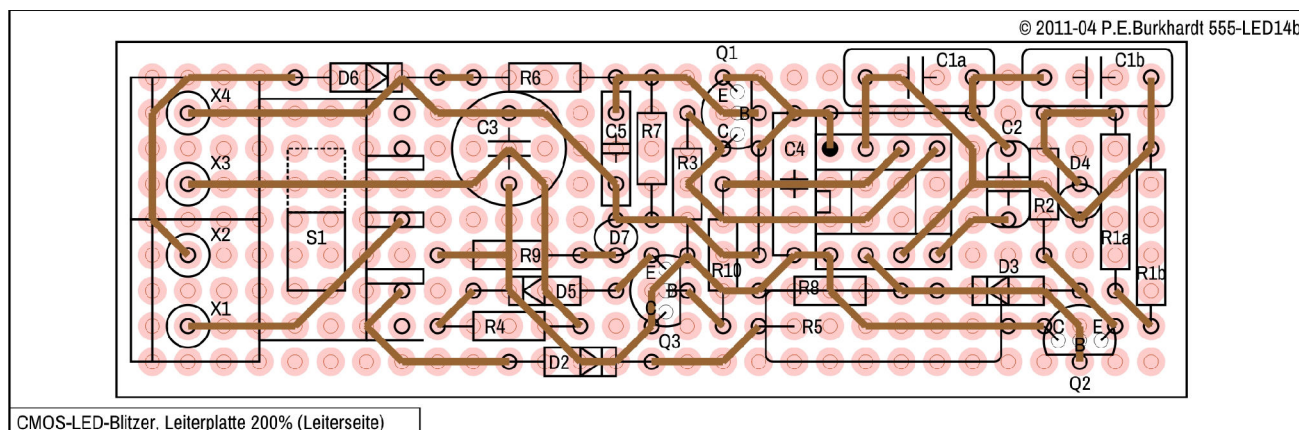 © 2011-04 P.E.Burkhardt 555-LED14b
Q1
C1a
C1b
D6
R6
X4
E
B
C
C3
C5
R7
R3
C4
C2
D4
X3
R2
S1
X2
D7
R9
R10
R1a
R1b
E
B
C
D5
R8
D3
X1
R4
R5
C
E
B
Q3
D2
Q2
CMOS-LED-Blitzer, Leiterplatte 200% (Leiterseite)